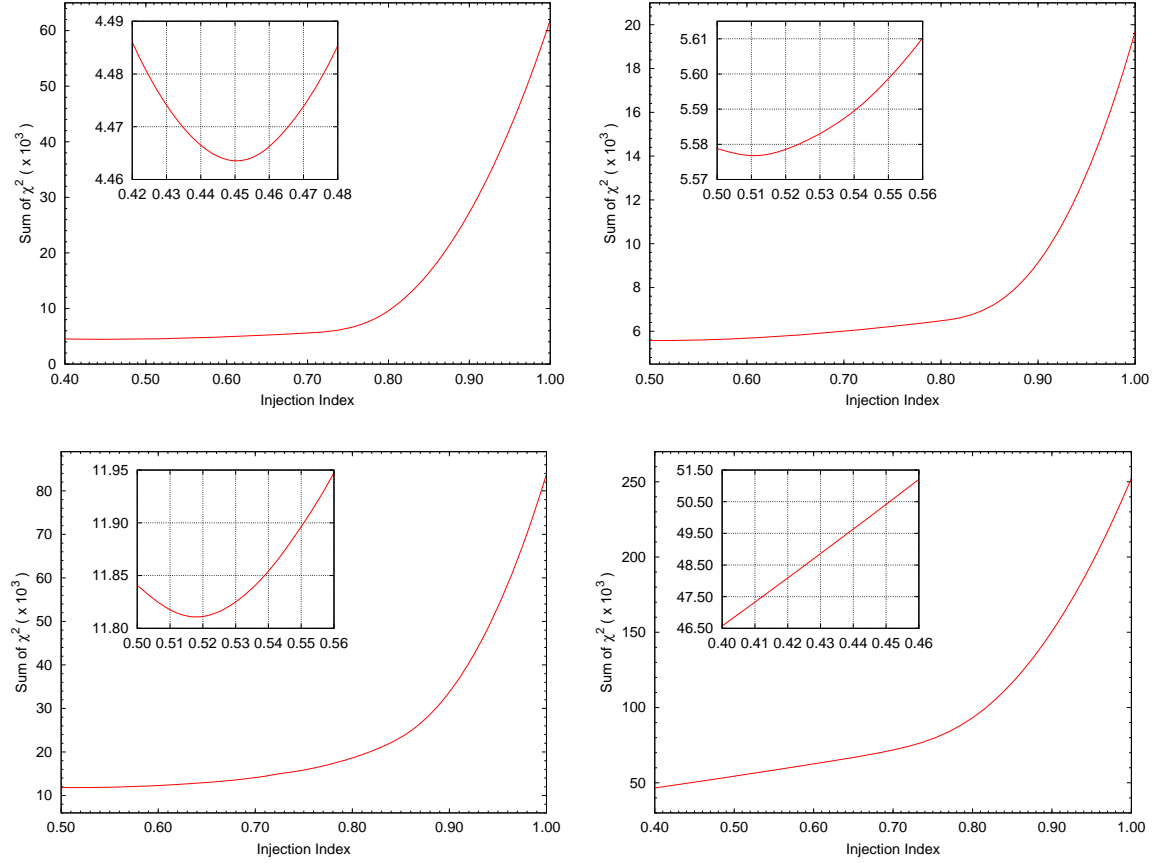 4.49
4.48
4.47
4.46
0.42 0.43 0.44 0.45 0.46 0.47 0.48
60
50
40
30
20
10
0
0.40 0.50 0.60 0.70 0.80 0.90 1.00
Sum of χ² ( x 10³ )
Injection Index
5.61
5.60
5.59
5.58
5.57
0.50 0.51 0.52 0.53 0.54 0.55 0.56
20
18
16
14
12
10
8
6
0.50 0.60 0.70 0.80 0.90 1.00
Sum of χ² ( x 10³ )
Injection Index
11.95
11.90
11.85
11.80
0.50 0.51 0.52 0.53 0.54 0.55 0.56
80
70
60
50
40
30
20
10
0.50 0.60 0.70 0.80 0.90 1.00
Sum of χ² ( x 10³ )
Injection Index
51.50
50.50
49.50
48.50
47.50
46.50
0.40 0.41 0.42 0.43 0.44 0.45 0.46
250
200
150
100
50
0.40 0.50 0.60 0.70 0.80 0.90 1.00
Sum of χ² ( x 10³ )
Injection Index